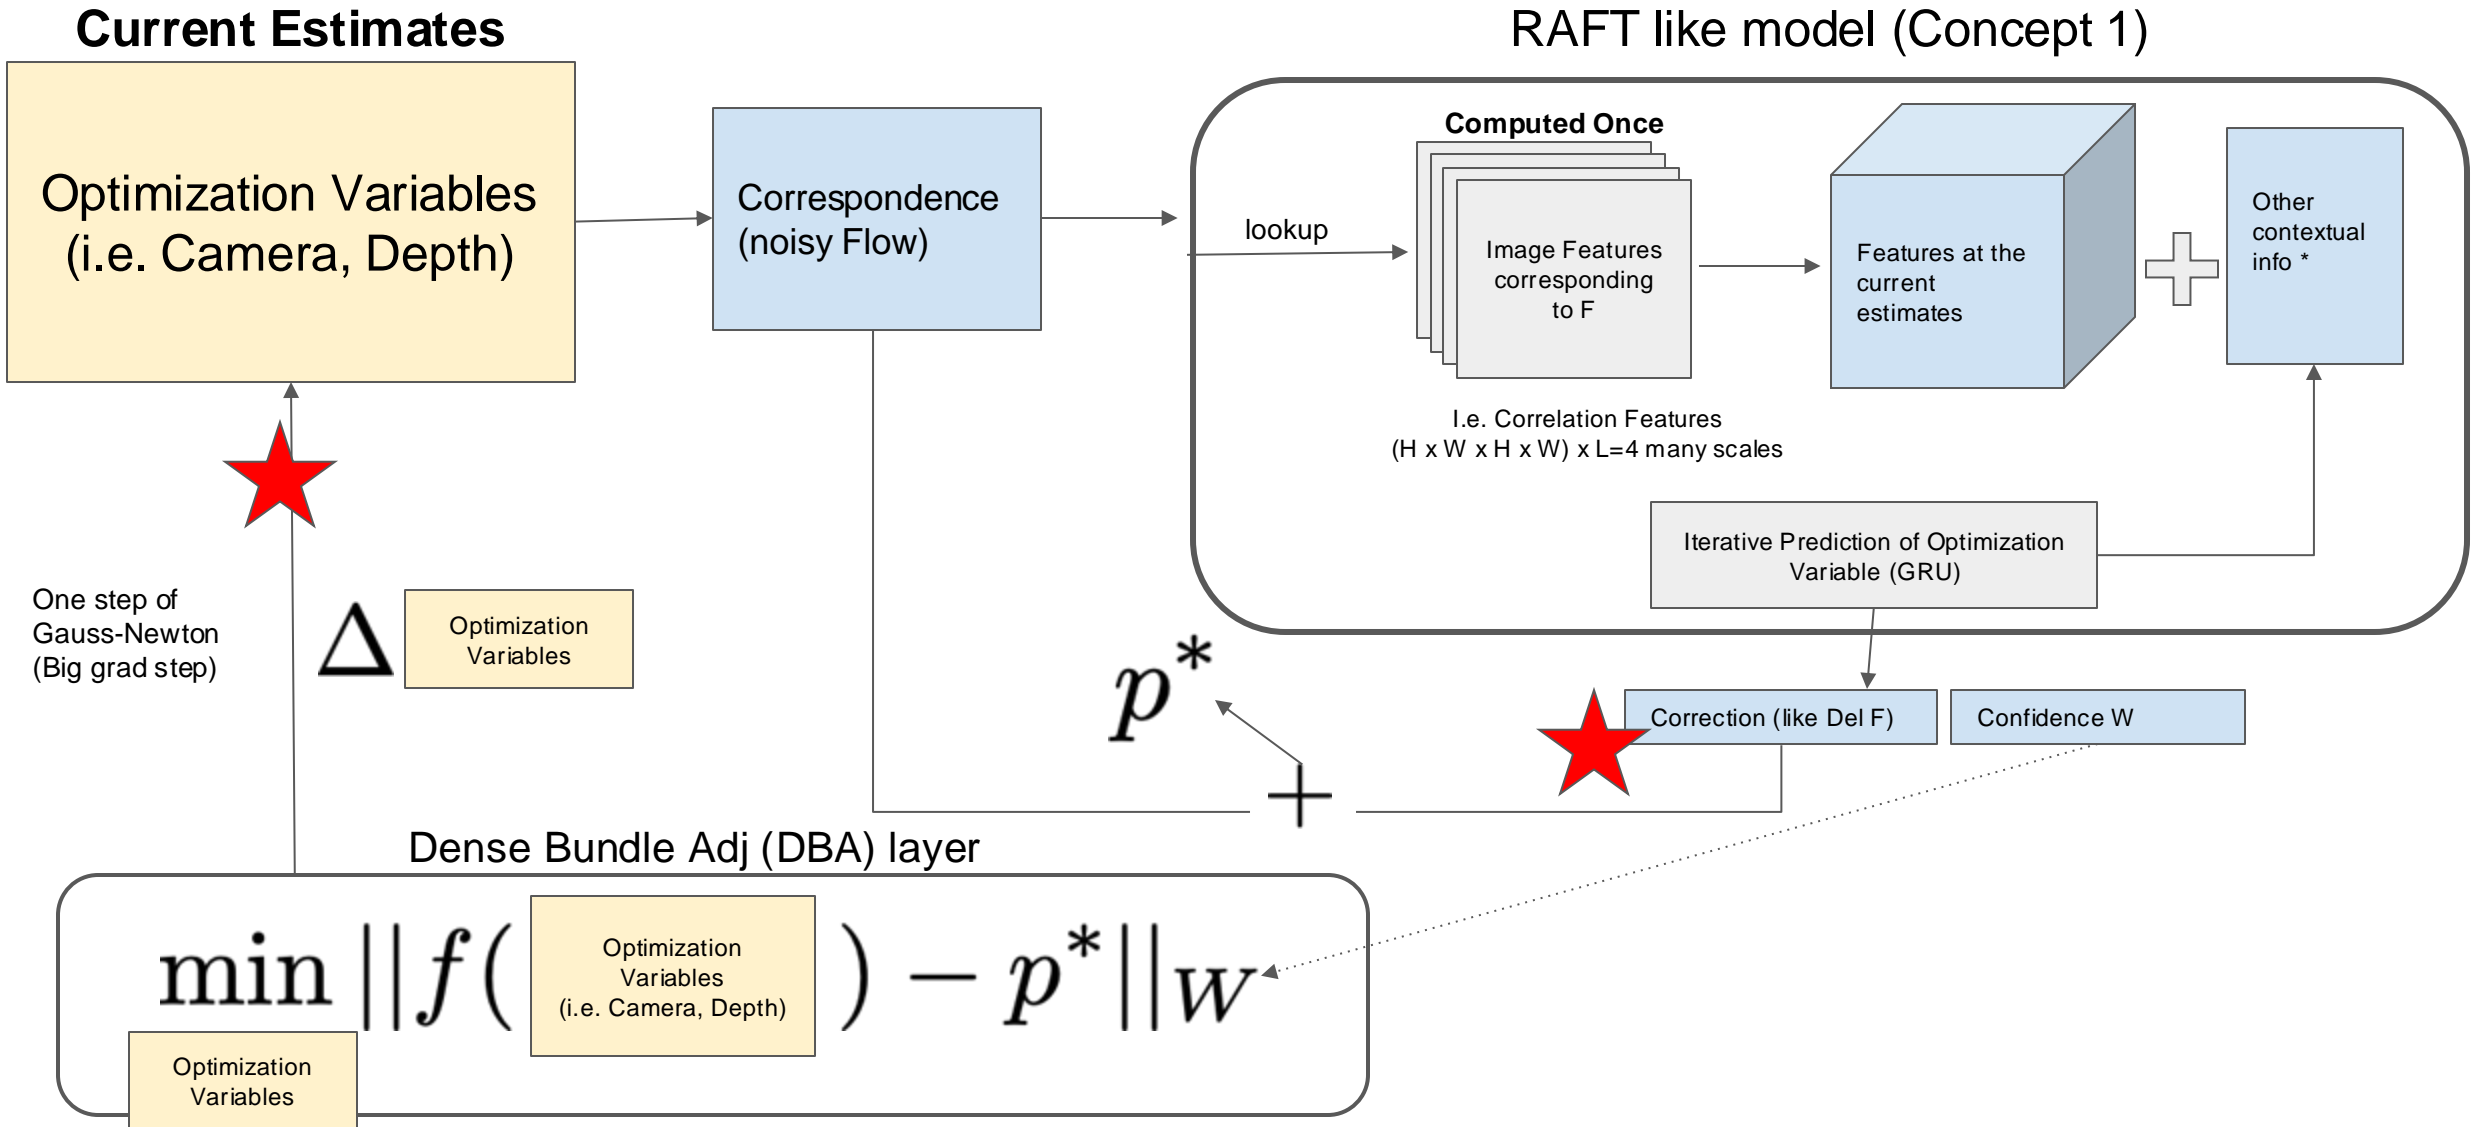 Current Estimates
RAFT like model (Concept 1)
Optimization Variables
(i.e. Camera, Depth)
Correspondence
(noisy Flow)
lookup
Computed Once
Image Features
corresponding
to F
Features at the
current
estimates
Other
contextual
info *
I.e. Correlation Features
(H x W x H x W) x L=4 many scales
Iterative Prediction of Optimization
Variable (GRU)
One step of
Gauss-Newton
(Big grad step)
Δ
Optimization
Variables
p*
+
Correction (like Del F)
Confidence W
Dense Bundle Adj (DBA) layer
min ||f(
Optimization
Variables
(i.e. Camera, Depth)
) − p*||W
Optimization
Variables